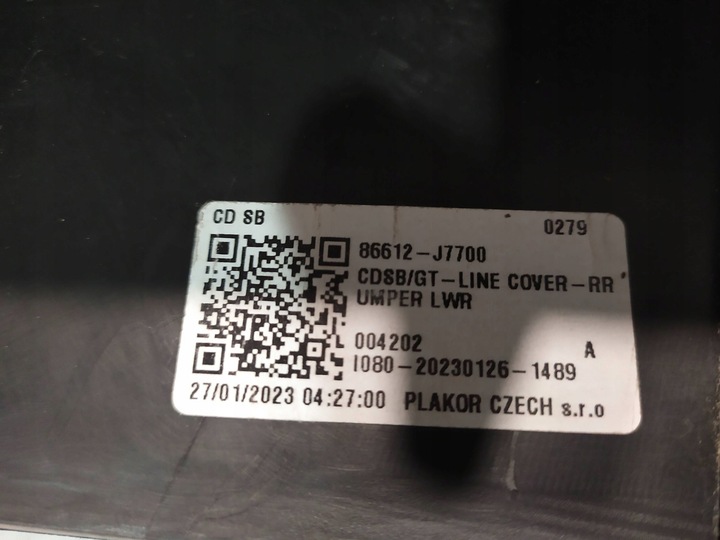 CD SB 0279
86612-J7700
CDSB/GT-LINE COVER-RR
UMPER LWR
004202 A
I080-20230126-1489
27/01/2023 04:27:00 PLAKOR CZECH s.r.o